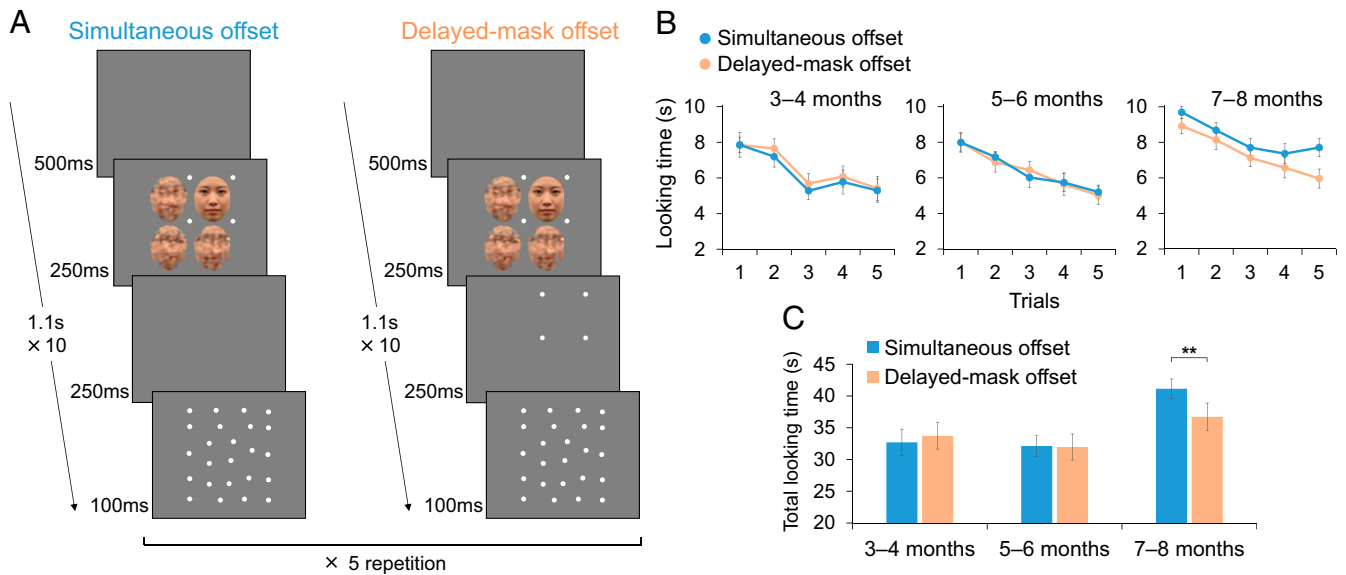 A
Simultaneous offset
Delayed-mask offset
500ms
500ms
250ms
250ms
1.1s
× 10
1.1s
× 10
250ms
250ms
100ms
100ms
× 5 repetition
B
Simultaneous offset
Delayed-mask offset
Looking time (s)
3–4 months
5–6 months
7–8 months
10
8
6
4
2
10
8
6
4
2
10
8
6
4
2
1 2 3 4 5
1 2 3 4 5
1 2 3 4 5
Trials
C
Simultaneous offset
Delayed-mask offset
Total looking time (s)
45
40
35
30
25
20
**
3–4 months
5–6 months
7–8 months